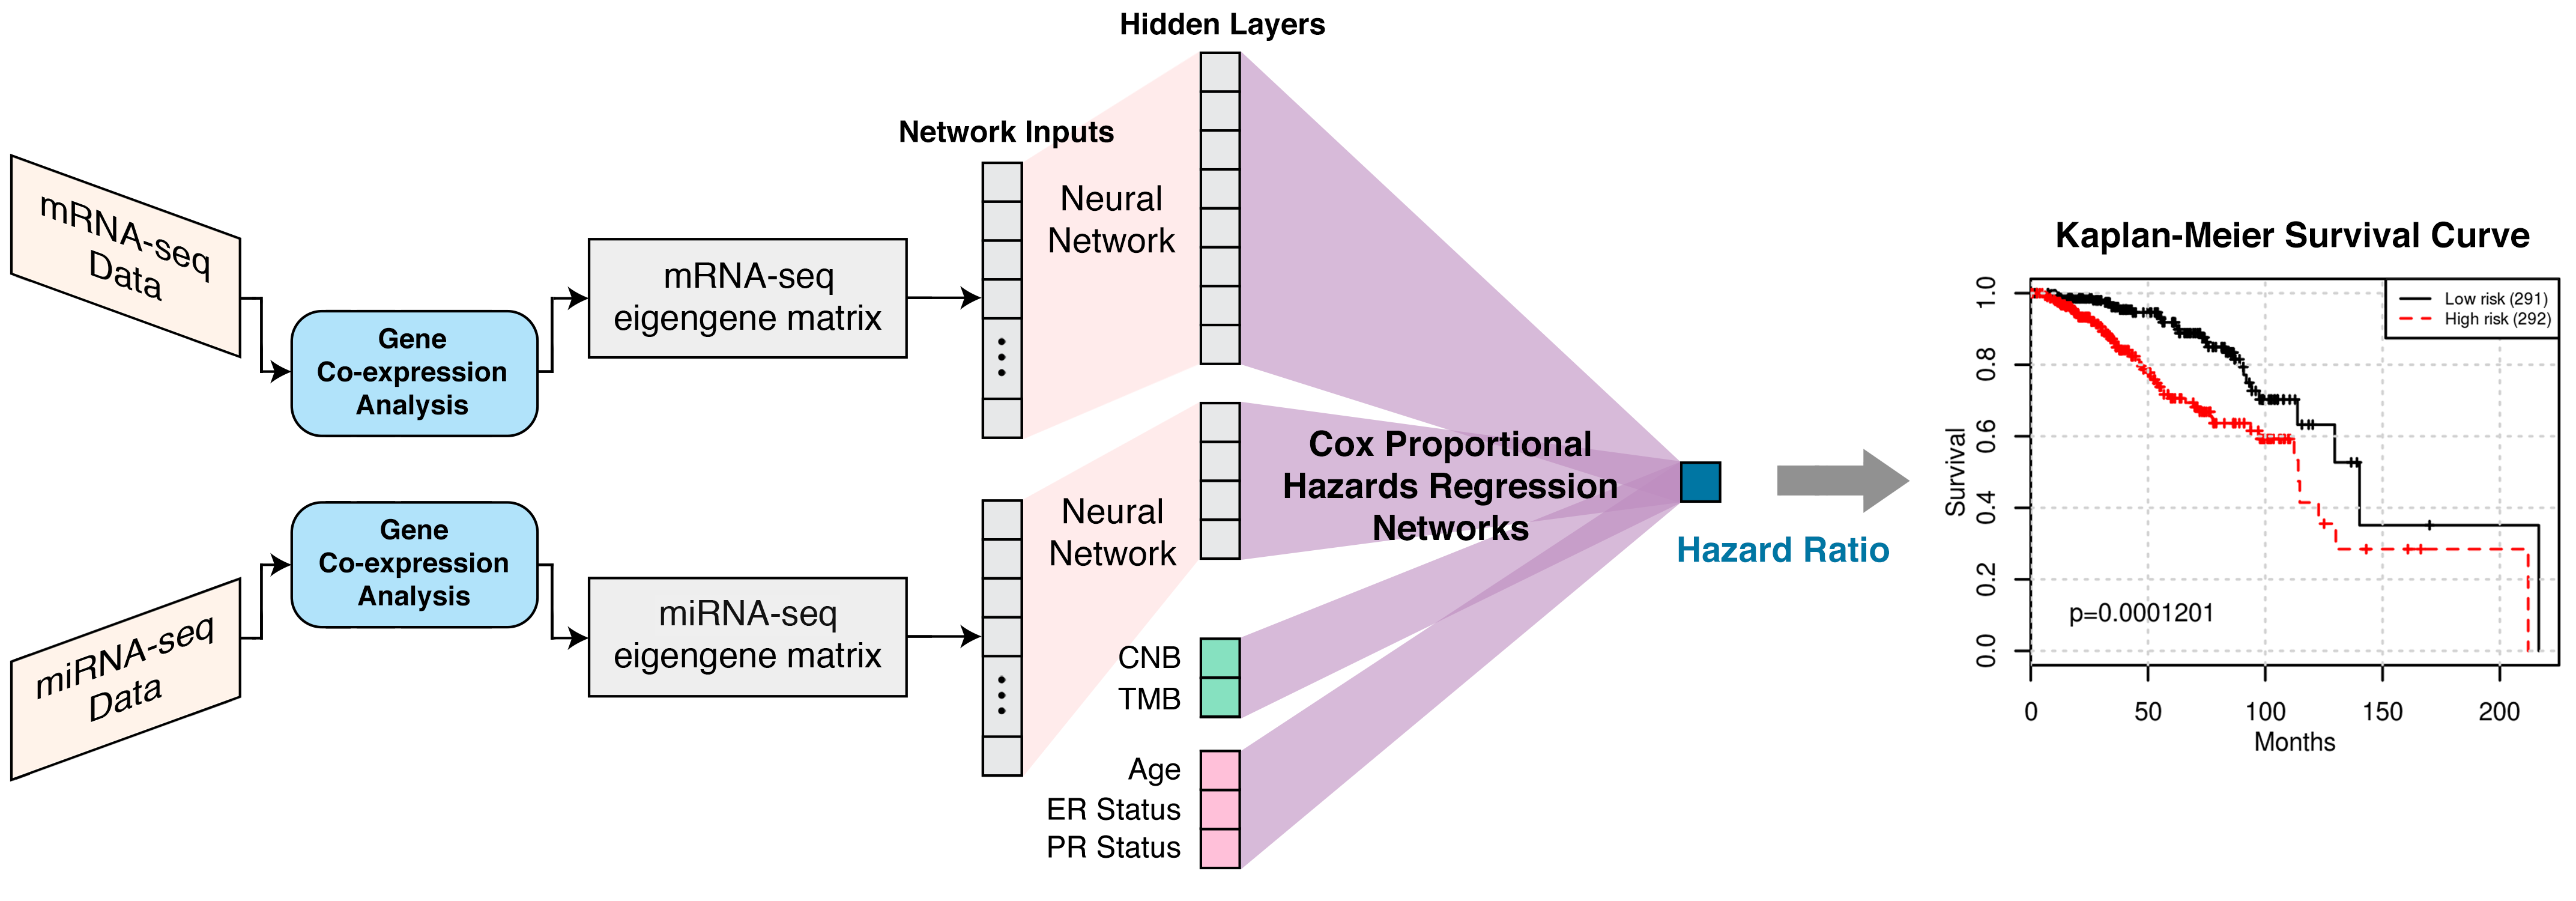 Hidden Layers
Network Inputs
mRNA-seq
Data
Gene
Co-expression
Analysis
mRNA-seq
eigengene matrix
Neural
Network
miRNA-seq
Data
Gene
Co-expression
Analysis
miRNA-seq
eigengene matrix
Neural
Network
CNB
TMB
Age
ER Status
PR Status
Cox Proportional
Hazards Regression
Networks
Hazard Ratio
Kaplan-Meier Survival Curve
Low risk (291)
High risk (292)
Survival
1.0
0.8
0.6
0.4
0.2
0.0
p=0.0001201
0 50 100 150 200
Months